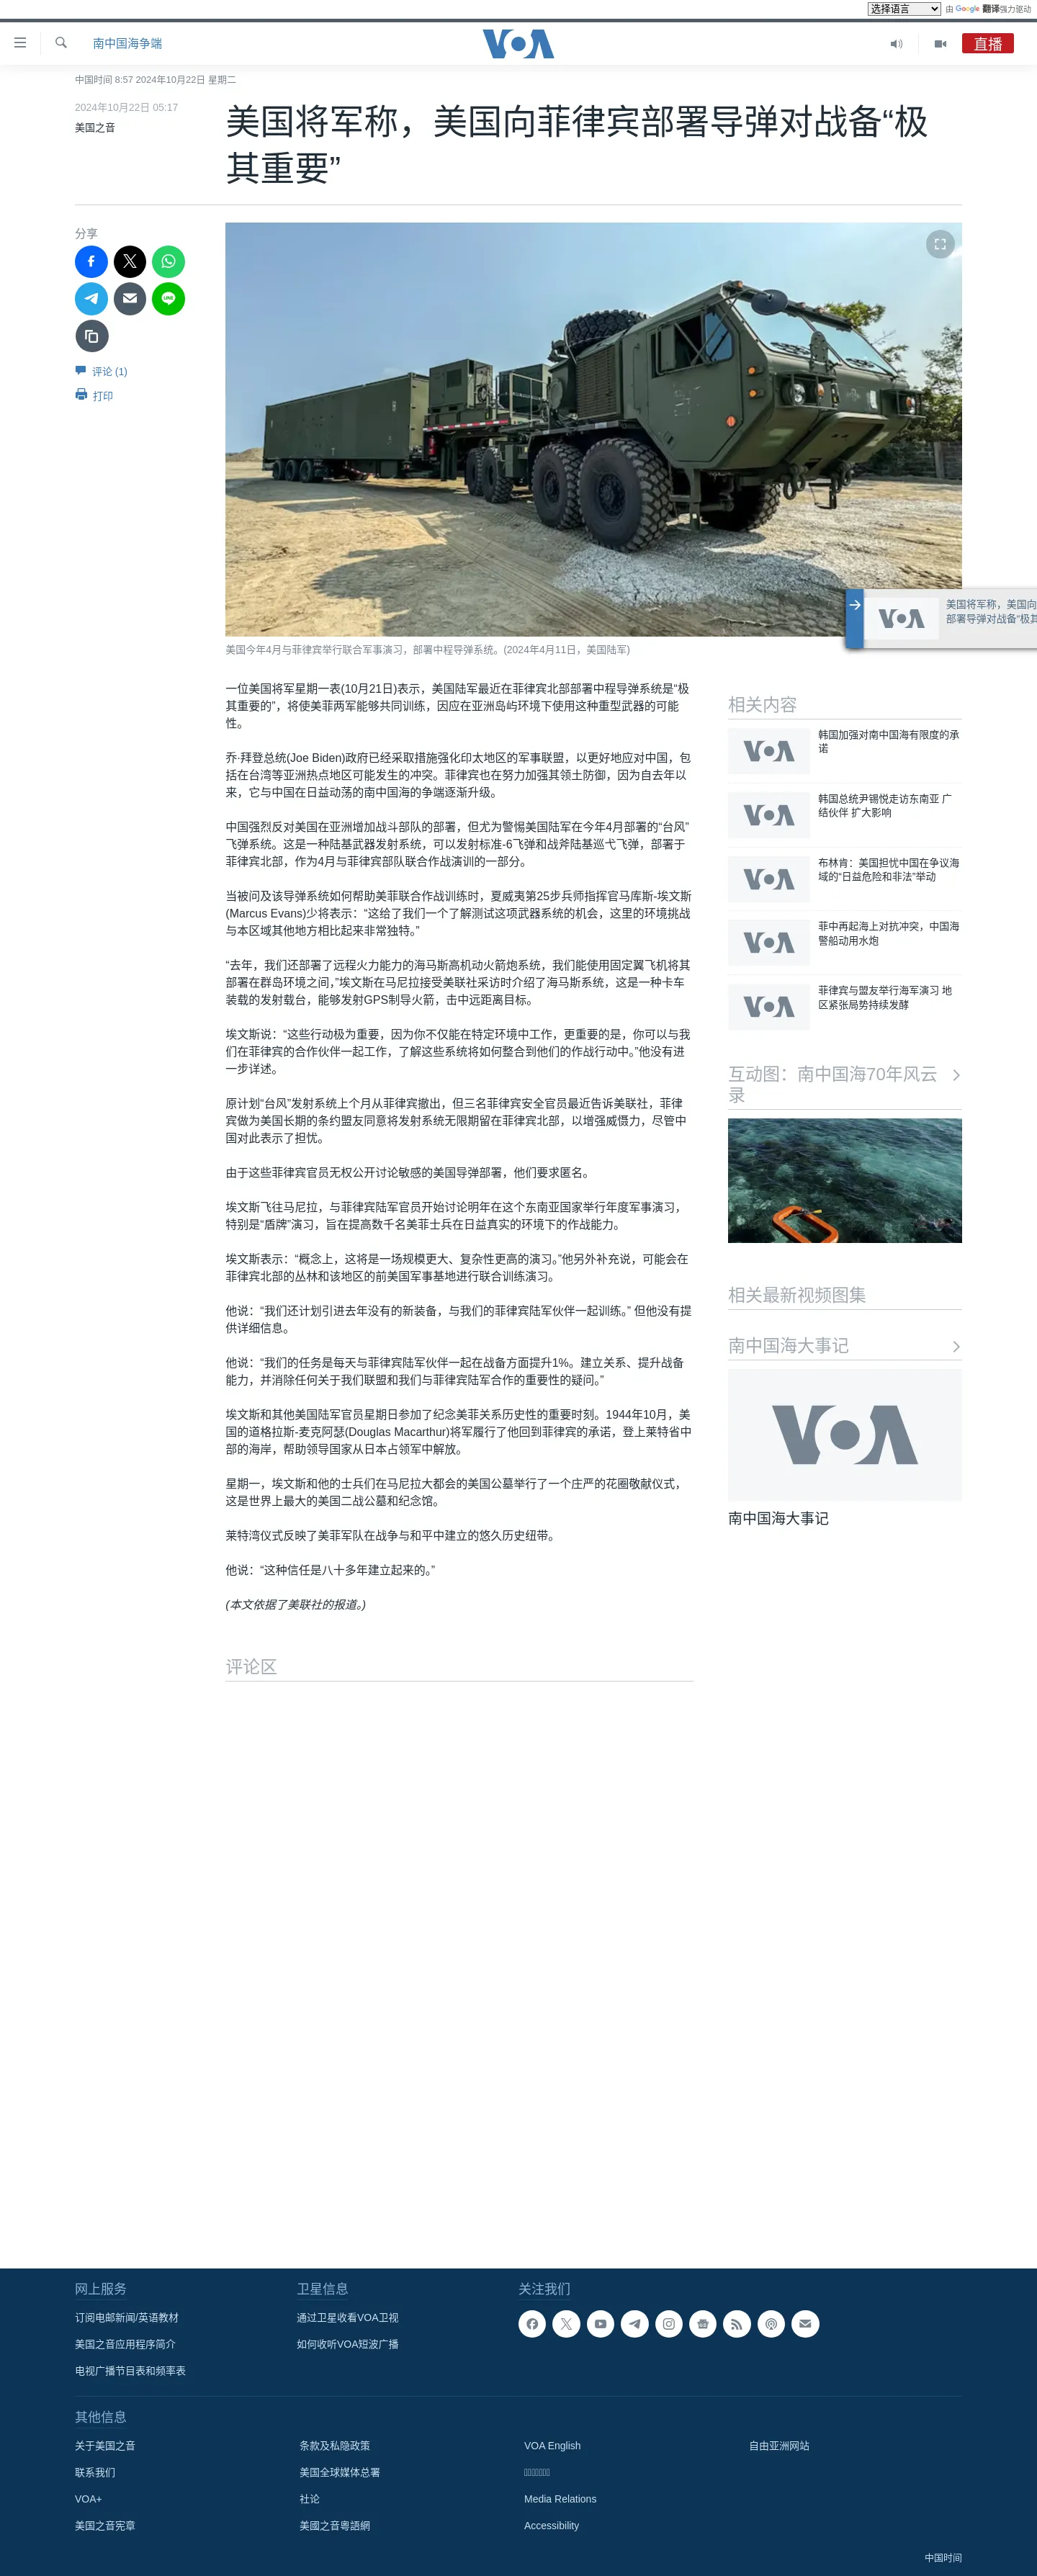 选择语言
由 Google 翻译强力驱动
南中国海争端
VOA
直播
中国时间 8:57 2024年10月22日 星期二
2024年10月22日 05:17
美国之音
美国将军称，美国向菲律宾部署导弹对战备“极
其重要”
分享
评论 (1)
打印
美国将军称，美国向
部署导弹对战备“极其
美国今年4月与菲律宾举行联合军事演习，部署中程导弹系统。(2024年4月11日，美国陆军)
一位美国将军星期一表(10月21日)表示，美国陆军最近在菲律宾北部部署中程导弹系统是“极
其重要的”，将使美菲两军能够共同训练，因应在亚洲岛屿环境下使用这种重型武器的可能
性。
乔·拜登总统(Joe Biden)政府已经采取措施强化印太地区的军事联盟，以更好地应对中国，包
括在台湾等亚洲热点地区可能发生的冲突。菲律宾也在努力加强其领土防御，因为自去年以
来，它与中国在日益动荡的南中国海的争端逐渐升级。
中国强烈反对美国在亚洲增加战斗部队的部署，但尤为警惕美国陆军在今年4月部署的“台风”
飞弹系统。这是一种陆基武器发射系统，可以发射标准-6飞弹和战斧陆基巡弋飞弹，部署于
菲律宾北部，作为4月与菲律宾部队联合作战演训的一部分。
当被问及该导弹系统如何帮助美菲联合作战训练时，夏威夷第25步兵师指挥官马库斯-埃文斯
(Marcus Evans)少将表示：“这给了我们一个了解测试这项武器系统的机会，这里的环境挑战
与本区域其他地方相比起来非常独特。”
“去年，我们还部署了远程火力能力的海马斯高机动火箭炮系统，我们能使用固定翼飞机将其
部署在群岛环境之间，”埃文斯在马尼拉接受美联社采访时介绍了海马斯系统，这是一种卡车
装载的发射载台，能够发射GPS制导火箭，击中远距离目标。
埃文斯说：“这些行动极为重要，因为你不仅能在特定环境中工作，更重要的是，你可以与我
们在菲律宾的合作伙伴一起工作，了解这些系统将如何整合到他们的作战行动中。”他没有进
一步详述。
原计划“台风”发射系统上个月从菲律宾撤出，但三名菲律宾安全官员最近告诉美联社，菲律
宾做为美国长期的条约盟友同意将发射系统无限期留在菲律宾北部，以增强威慑力，尽管中
国对此表示了担忧。
由于这些菲律宾官员无权公开讨论敏感的美国导弹部署，他们要求匿名。
埃文斯飞往马尼拉，与菲律宾陆军官员开始讨论明年在这个东南亚国家举行年度军事演习，
特别是“盾牌”演习，旨在提高数千名美菲士兵在日益真实的环境下的作战能力。
埃文斯表示：“概念上，这将是一场规模更大、复杂性更高的演习。”他另外补充说，可能会在
菲律宾北部的丛林和该地区的前美国军事基地进行联合训练演习。
他说：“我们还计划引进去年没有的新装备，与我们的菲律宾陆军伙伴一起训练。” 但他没有提
供详细信息。
他说：“我们的任务是每天与菲律宾陆军伙伴一起在战备方面提升1%。建立关系、提升战备
能力，并消除任何关于我们联盟和我们与菲律宾陆军合作的重要性的疑问。”
埃文斯和其他美国陆军官员星期日参加了纪念美菲关系历史性的重要时刻。1944年10月，美
国的道格拉斯-麦克阿瑟(Douglas Macarthur)将军履行了他回到菲律宾的承诺，登上莱特省中
部的海岸，帮助领导国家从日本占领军中解放。
星期一，埃文斯和他的士兵们在马尼拉大都会的美国公墓举行了一个庄严的花圈敬献仪式，
这是世界上最大的美国二战公墓和纪念馆。
莱特湾仪式反映了美菲军队在战争与和平中建立的悠久历史纽带。
他说：“这种信任是八十多年建立起来的。”
(本文依据了美联社的报道。)
评论区
相关内容
韩国加强对南中国海有限度的承
诺
韩国总统尹锡悦走访东南亚 广
结伙伴 扩大影响
布林肯：美国担忧中国在争议海
域的“日益危险和非法”举动
菲中再起海上对抗冲突，中国海
警船动用水炮
菲律宾与盟友举行海军演习 地
区紧张局势持续发酵
互动图：南中国海70年风云
录
相关最新视频图集
南中国海大事记
VOA
南中国海大事记
网上服务
订阅电邮新闻/英语教材
美国之音应用程序简介
电视广播节目表和频率表
卫星信息
通过卫星收看VOA卫视
如何收听VOA短波广播
关注我们
其他信息
关于美国之音
联系我们
VOA+
美国之音宪章
条款及私隐政策
美国全球媒体总署
社论
美國之音粵語網
VOA English
Media Relations
Accessibility
自由亚洲网站
中国时间